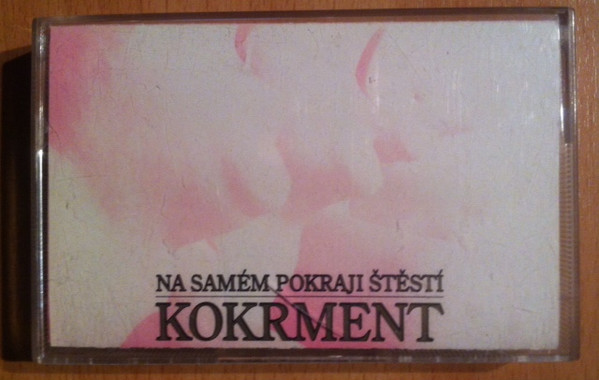 NA SAMÉM POKRAJI ŠTĚSTÍ
KOKRMENT